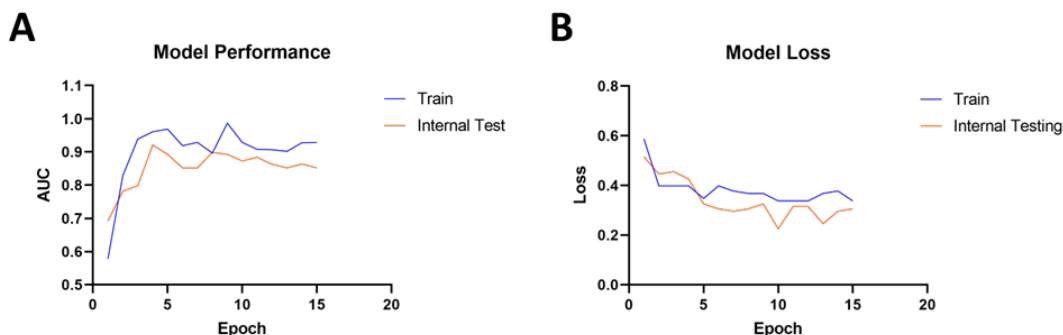 A
Model Performance
AUC
1.1
1.0
0.9
0.8
0.7
0.6
0.5
0
5
10
15
20
Epoch
Train
Internal Test
B
Model Loss
Loss
0.8
0.6
0.4
0.2
0.0
0
5
10
15
20
Epoch
Train
Internal Testing